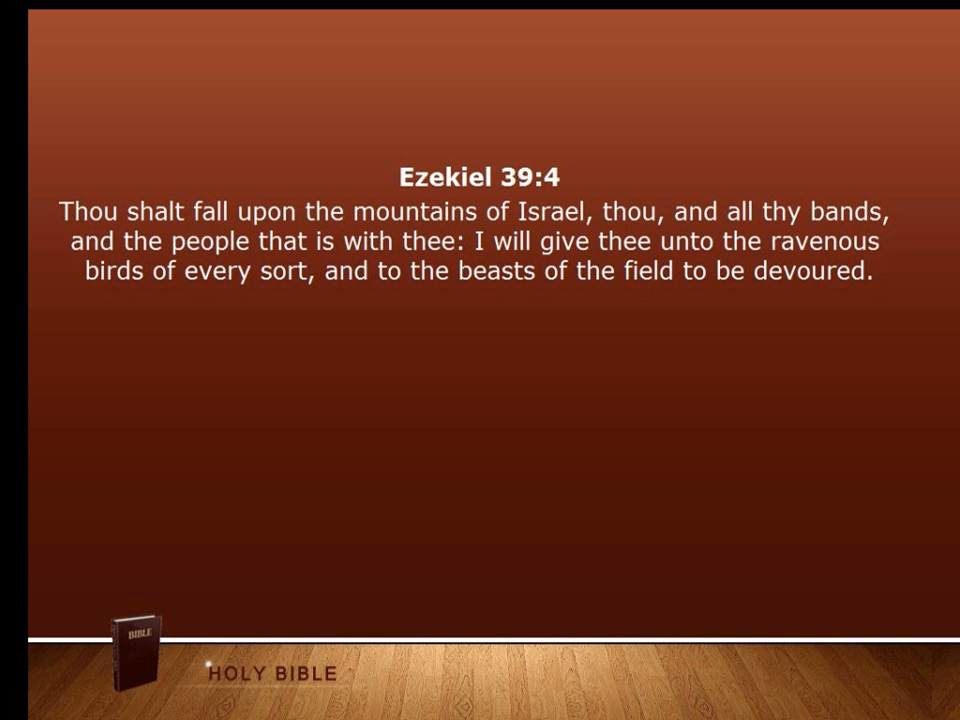 Ezekiel 39:4
Thou shalt fall upon the mountains of Israel, thou, and all thy bands,
and the people that is with thee: I will give thee unto the ravenous
birds of every sort, and to the beasts of the field to be devoured.
BIBLE
HOLY BIBLE